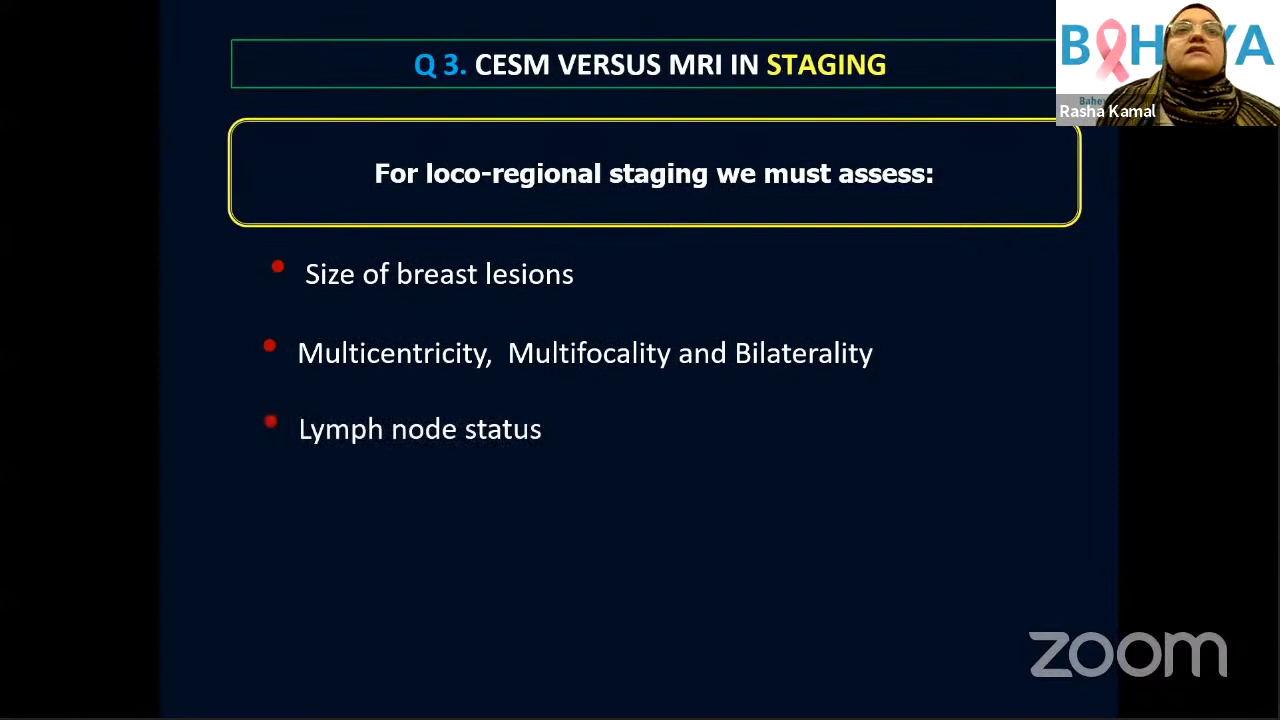 Q 3. CESM VERSUS MRI IN STAGING
For loco-regional staging we must assess:
• Size of breast lesions
• Multicentricity, Multifocality and Bilaterality
• Lymph node status
Rasha Kamal
zoom